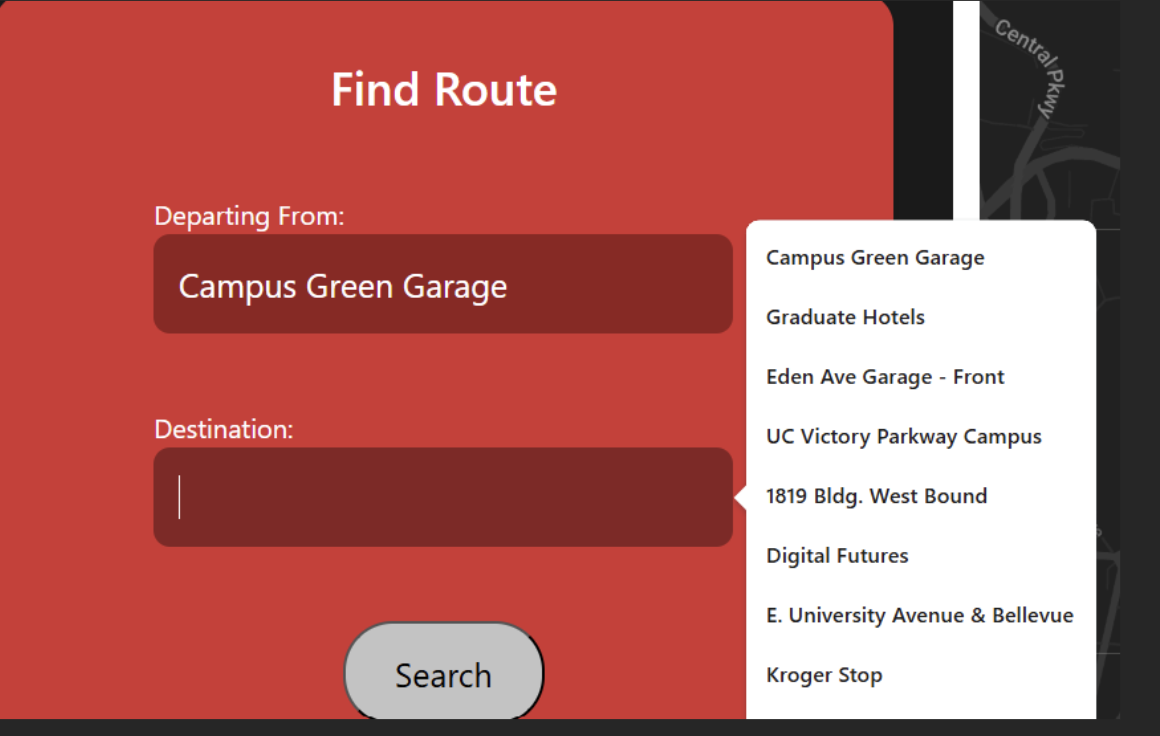 Find Route
Departing From:
Campus Green Garage
Destination:
Search
Campus Green Garage
Graduate Hotels
Eden Ave Garage - Front
UC Victory Parkway Campus
1819 Bldg. West Bound
Digital Futures
E. University Avenue & Bellevue
Kroger Stop
Central Pkwy